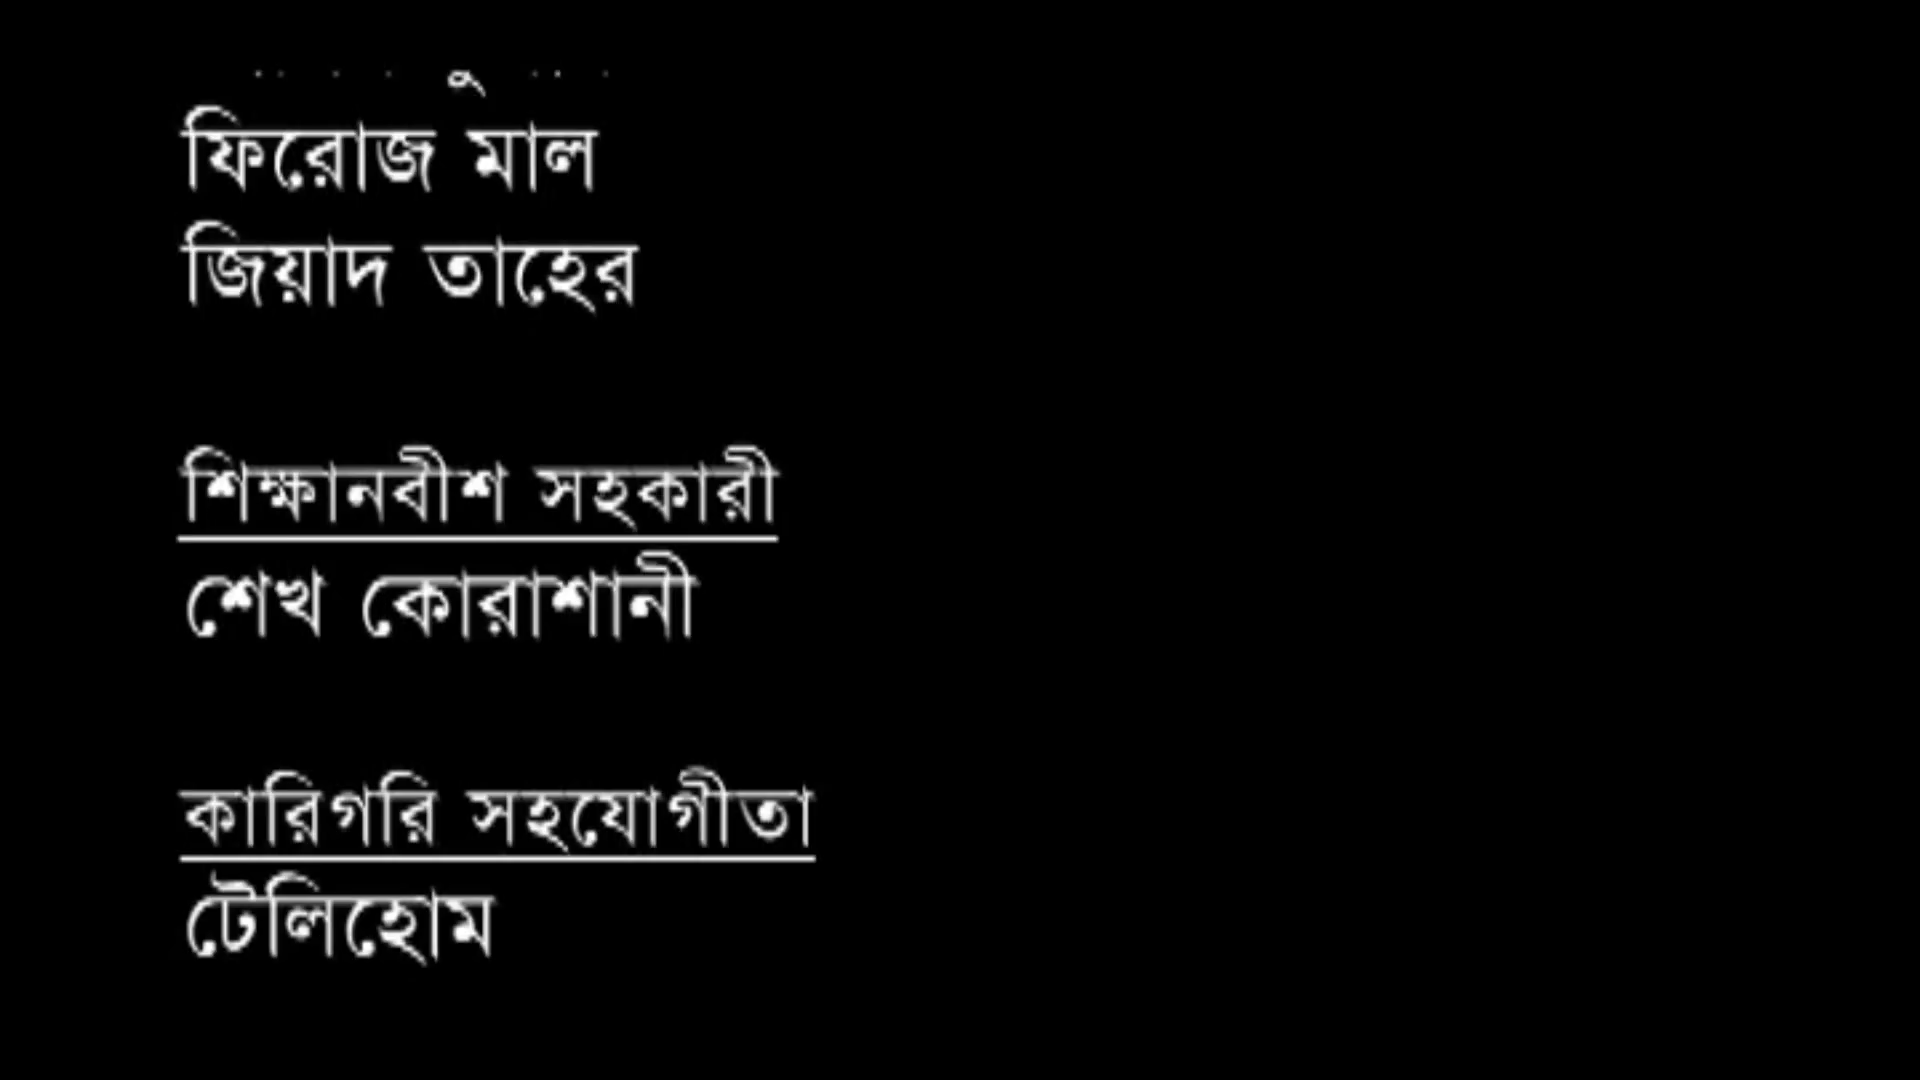 ফিরোজ মাল
জিয়াদ তাহের
শিক্ষানবীশ সহকারী
শেখ কোরাশানী
কারিগরি সহযোগীতা
টেলিহোম